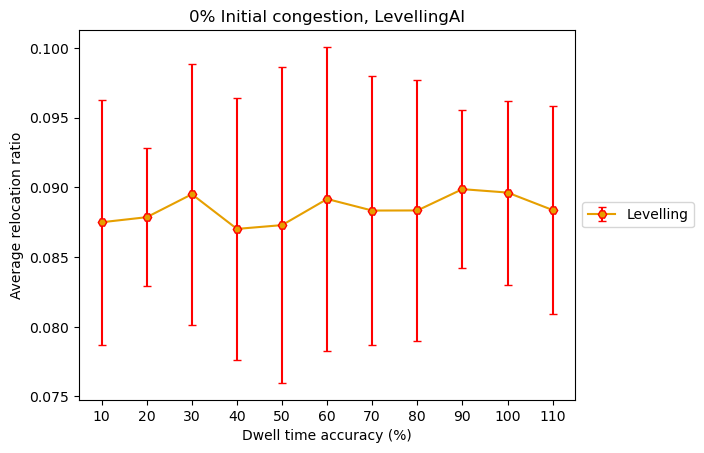 0% Initial congestion, LevellingAI
0.100
0.095
0.090
0.085
0.080
0.075
Average relocation ratio
10 20 30 40 50 60 70 80 90 100 110
Dwell time accuracy (%)
Levelling